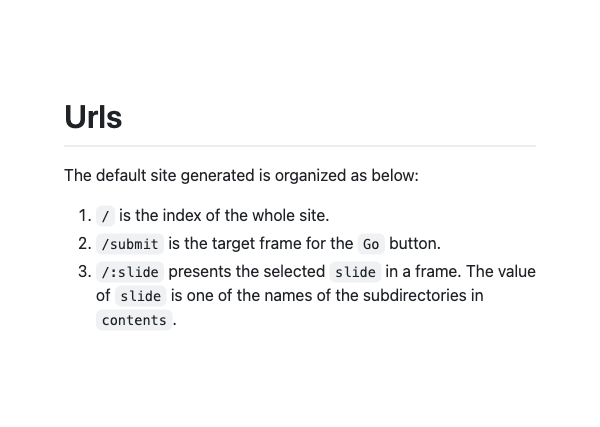 Urls
The default site generated is organized as below:
1. / is the index of the whole site.
2. /submit is the target frame for the Go button.
3. /:slide presents the selected slide in a frame. The value
of slide is one of the names of the subdirectories in
contents.